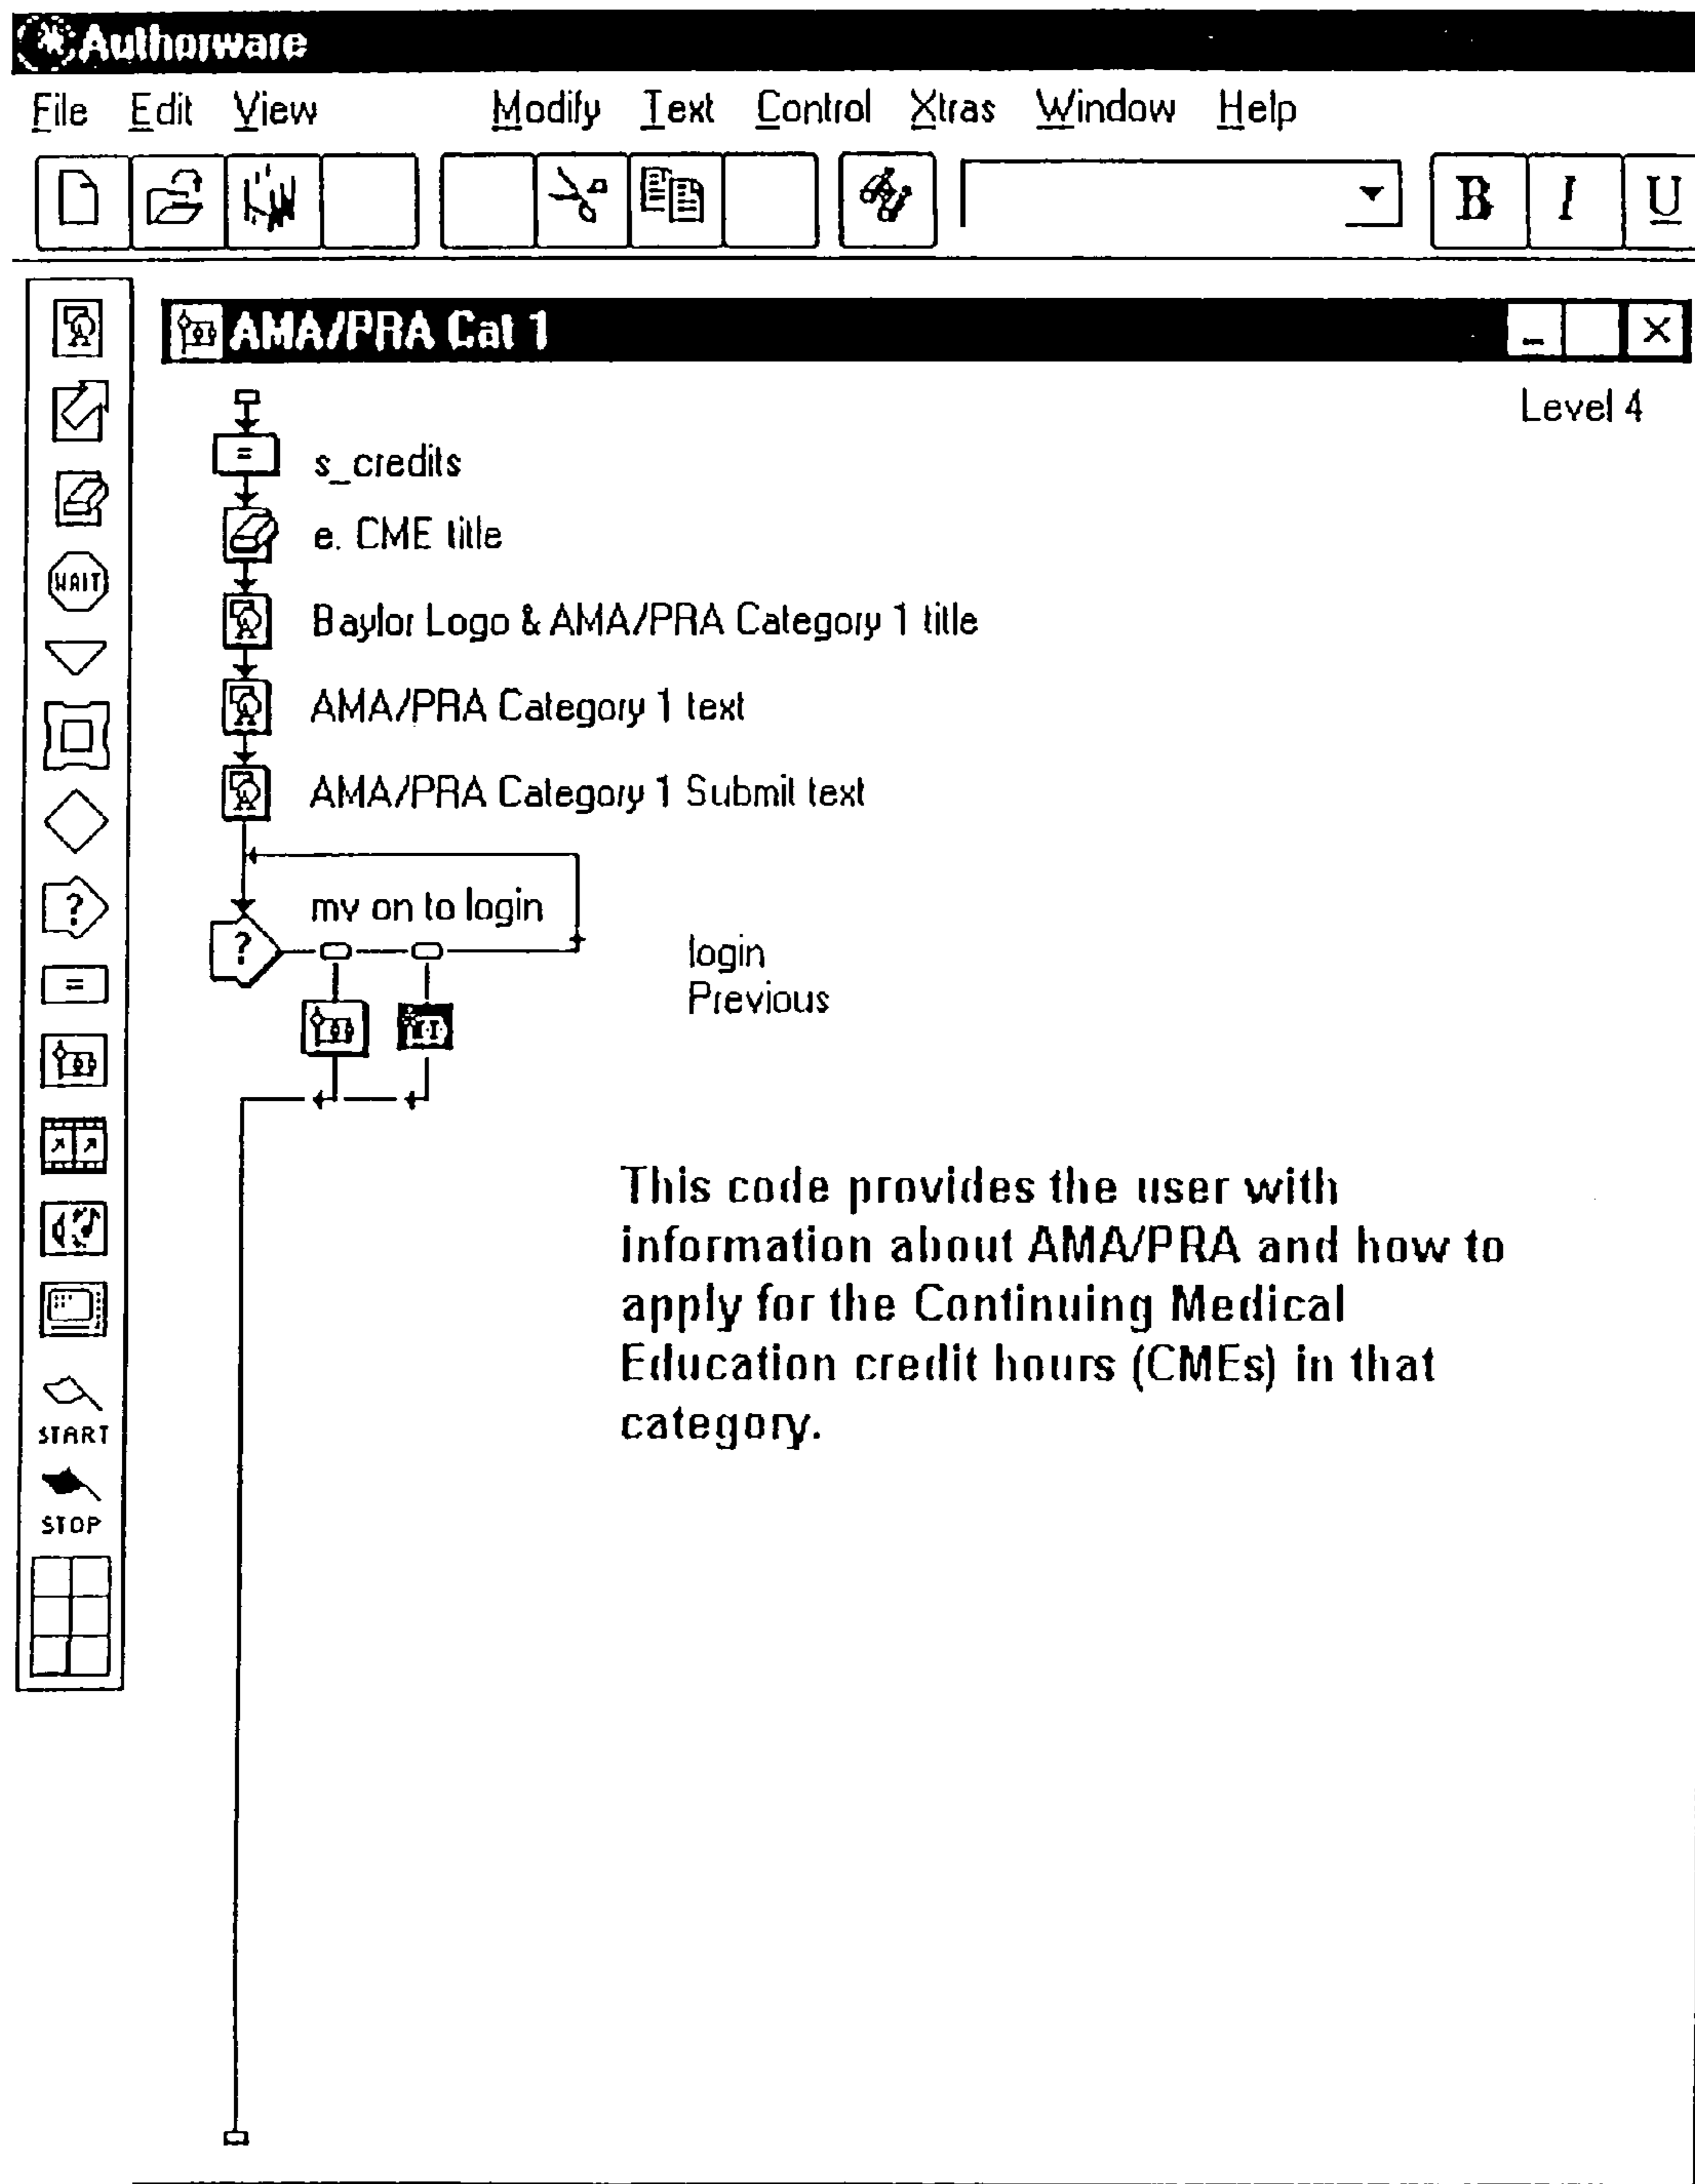 Authorware
File Edit View Modify Text Control Xtras Window Help
B I U
AMA/PRA Cat 1
Level 4
= s_credits
e. CME title
WAIT
Baylor Logo & AMA/PRA Category 1 title
AMA/PRA Category 1 text
AMA/PRA Category 1 Submit text
?
mv on to login
?
login
=
Previous
This code provides the user with
information about AMA/PRA and how to
apply for the Continuing Medical
Education credit hours (CMEs) in that
category.
START
STOP